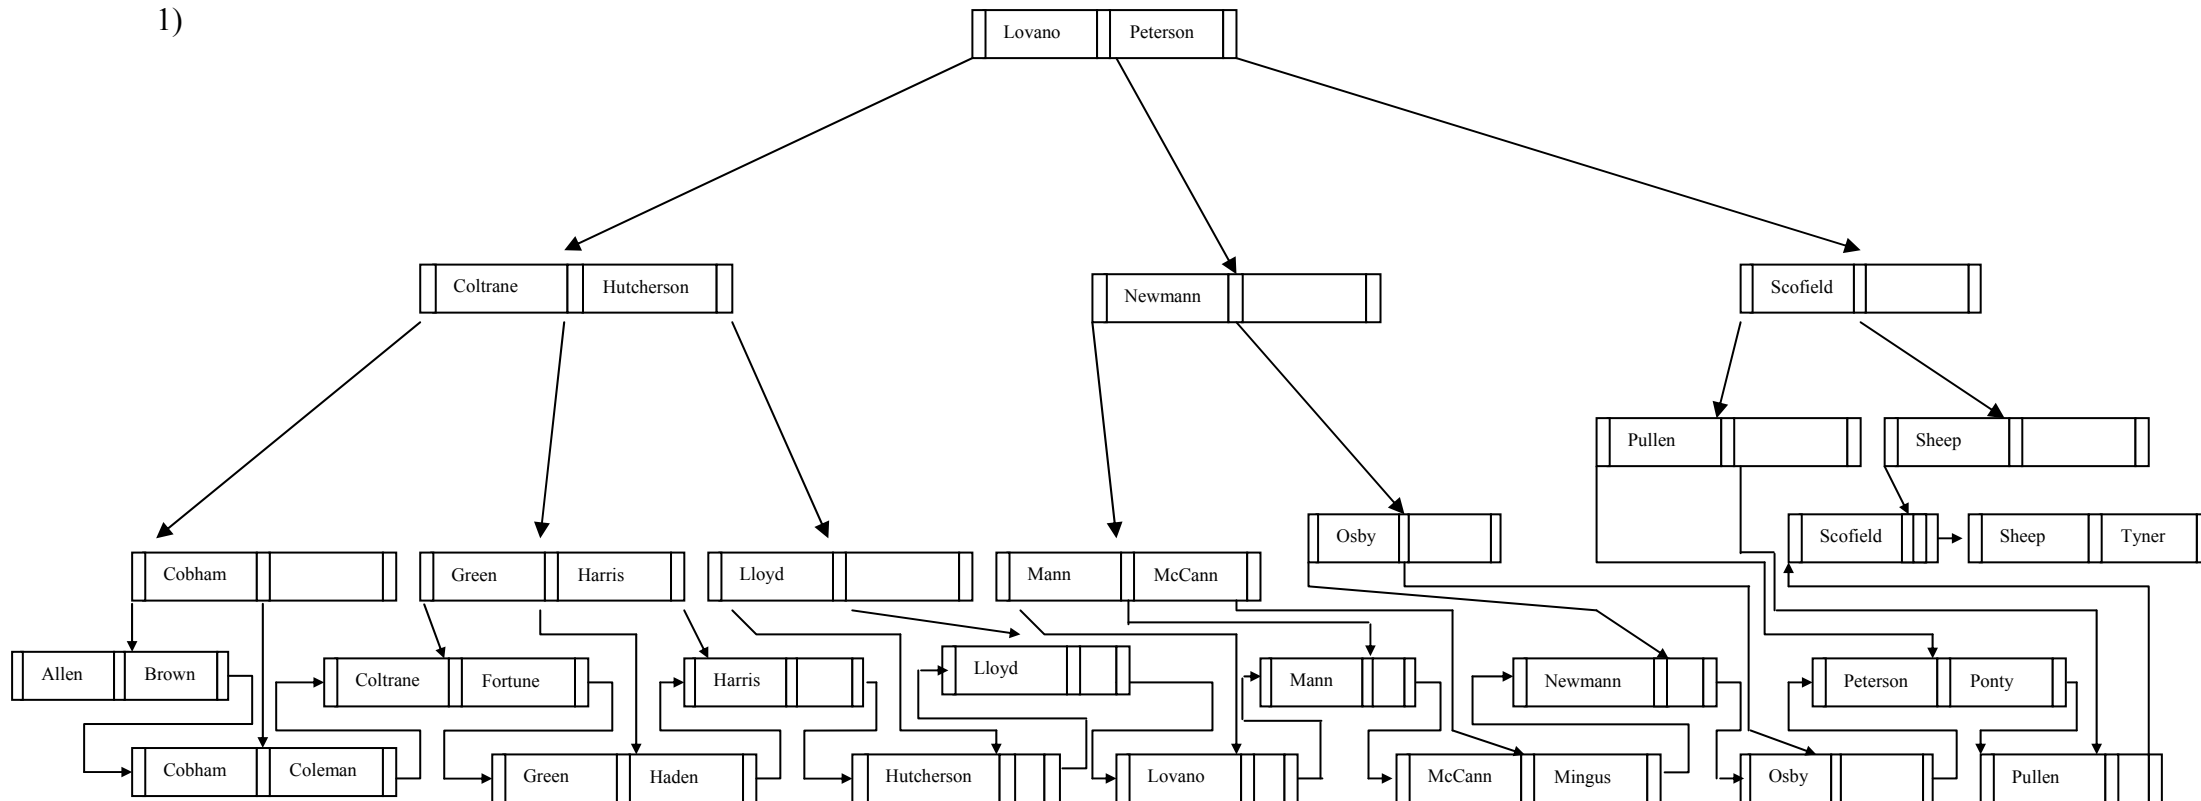 1)
Lovano Peterson
Coltrane Hutcherson
Newmann
Scofield
Pullen
Sheep
Osby
Scofield
Sheep Tyner
Cobham
Green Harris
Lloyd
Mann McCann
Allen Brown
Coltrane Fortune
Harris
Lloyd
Mann
Newmann
Peterson Ponty
Cobham Coleman
Green Haden
Hutcherson
Lovano
McCann Mingus
Osby
Pullen